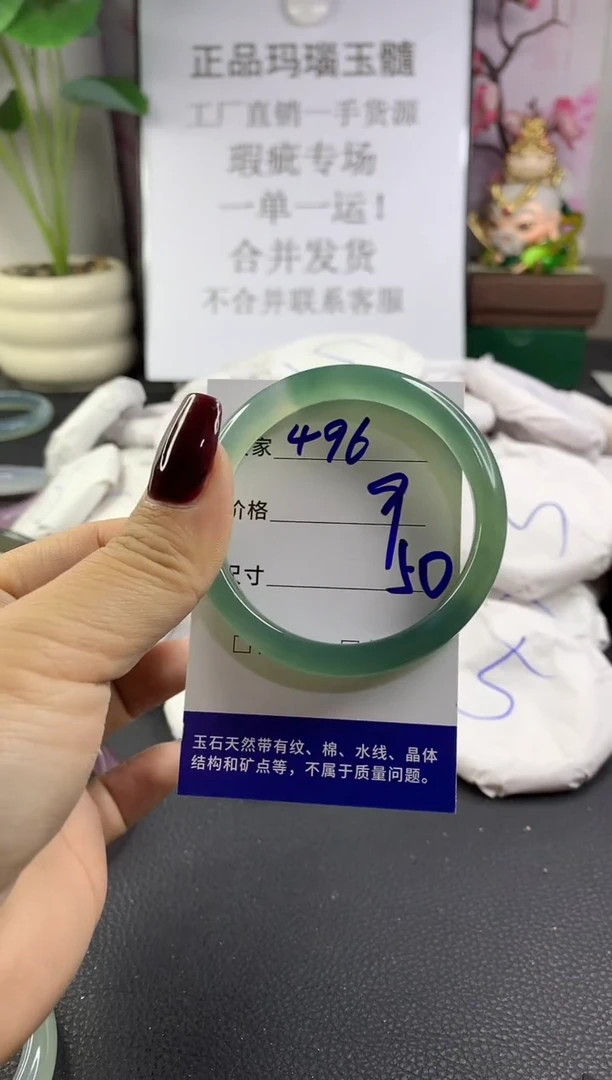 正品玛瑙玉髓
工厂直销一手货源
瑕疵专场
一单一运!
合并发货
不合并联系客服
家 496
价格
尺寸 50
玉石天然带有纹、棉、水线、晶体
结构和矿点等，不属于质量问题。
5